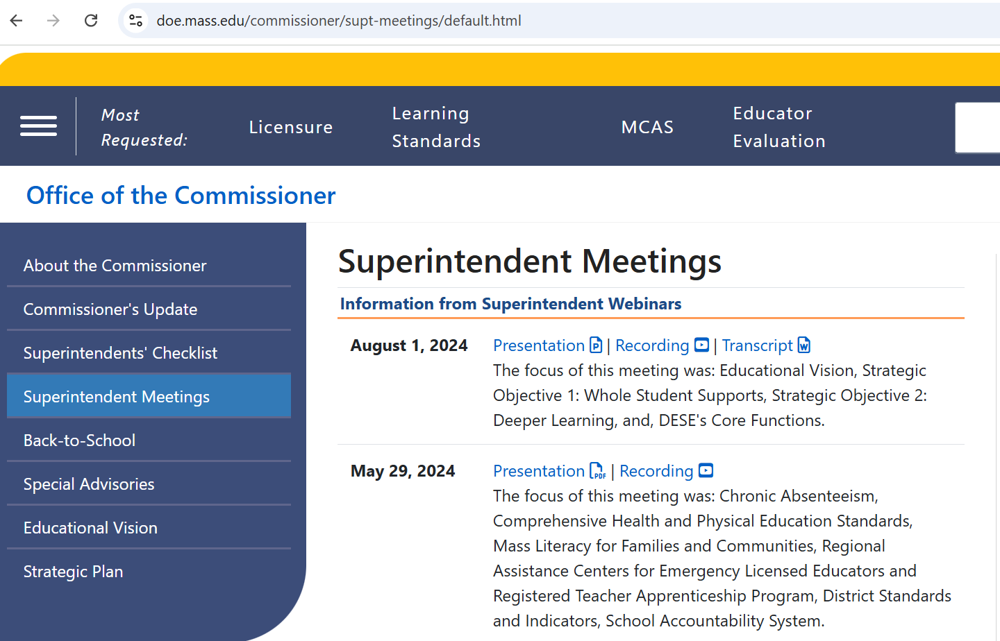 doe.mass.edu/commissioner/supt-meetings/default.html
Most
Requested:
Licensure
Learning
Standards
MCAS
Educator
Evaluation
Office of the Commissioner
About the Commissioner
Commissioner's Update
Superintendents' Checklist
Superintendent Meetings
Back-to-School
Special Advisories
Educational Vision
Strategic Plan
Superintendent Meetings
Information from Superintendent Webinars
August 1, 2024
Presentation P | Recording | Transcript W
The focus of this meeting was: Educational Vision, Strategic
Objective 1: Whole Student Supports, Strategic Objective 2:
Deeper Learning, and, DESE's Core Functions.
May 29, 2024
Presentation PDF | Recording
The focus of this meeting was: Chronic Absenteeism,
Comprehensive Health and Physical Education Standards,
Mass Literacy for Families and Communities, Regional
Assistance Centers for Emergency Licensed Educators and
Registered Teacher Apprenticeship Program, District Standards
and Indicators, School Accountability System.